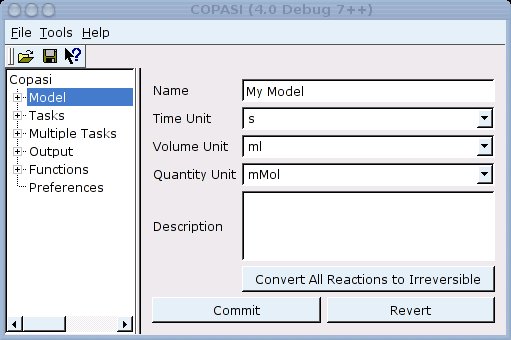 COPASI (4.0 Debug 7++)
File Tools Help
Copasi
Model
Tasks
Multiple Tasks
Output
Functions
Preferences
Name My Model
Time Unit s
Volume Unit ml
Quantity Unit mMol
Description
Convert All Reactions to Irreversible
Commit Revert